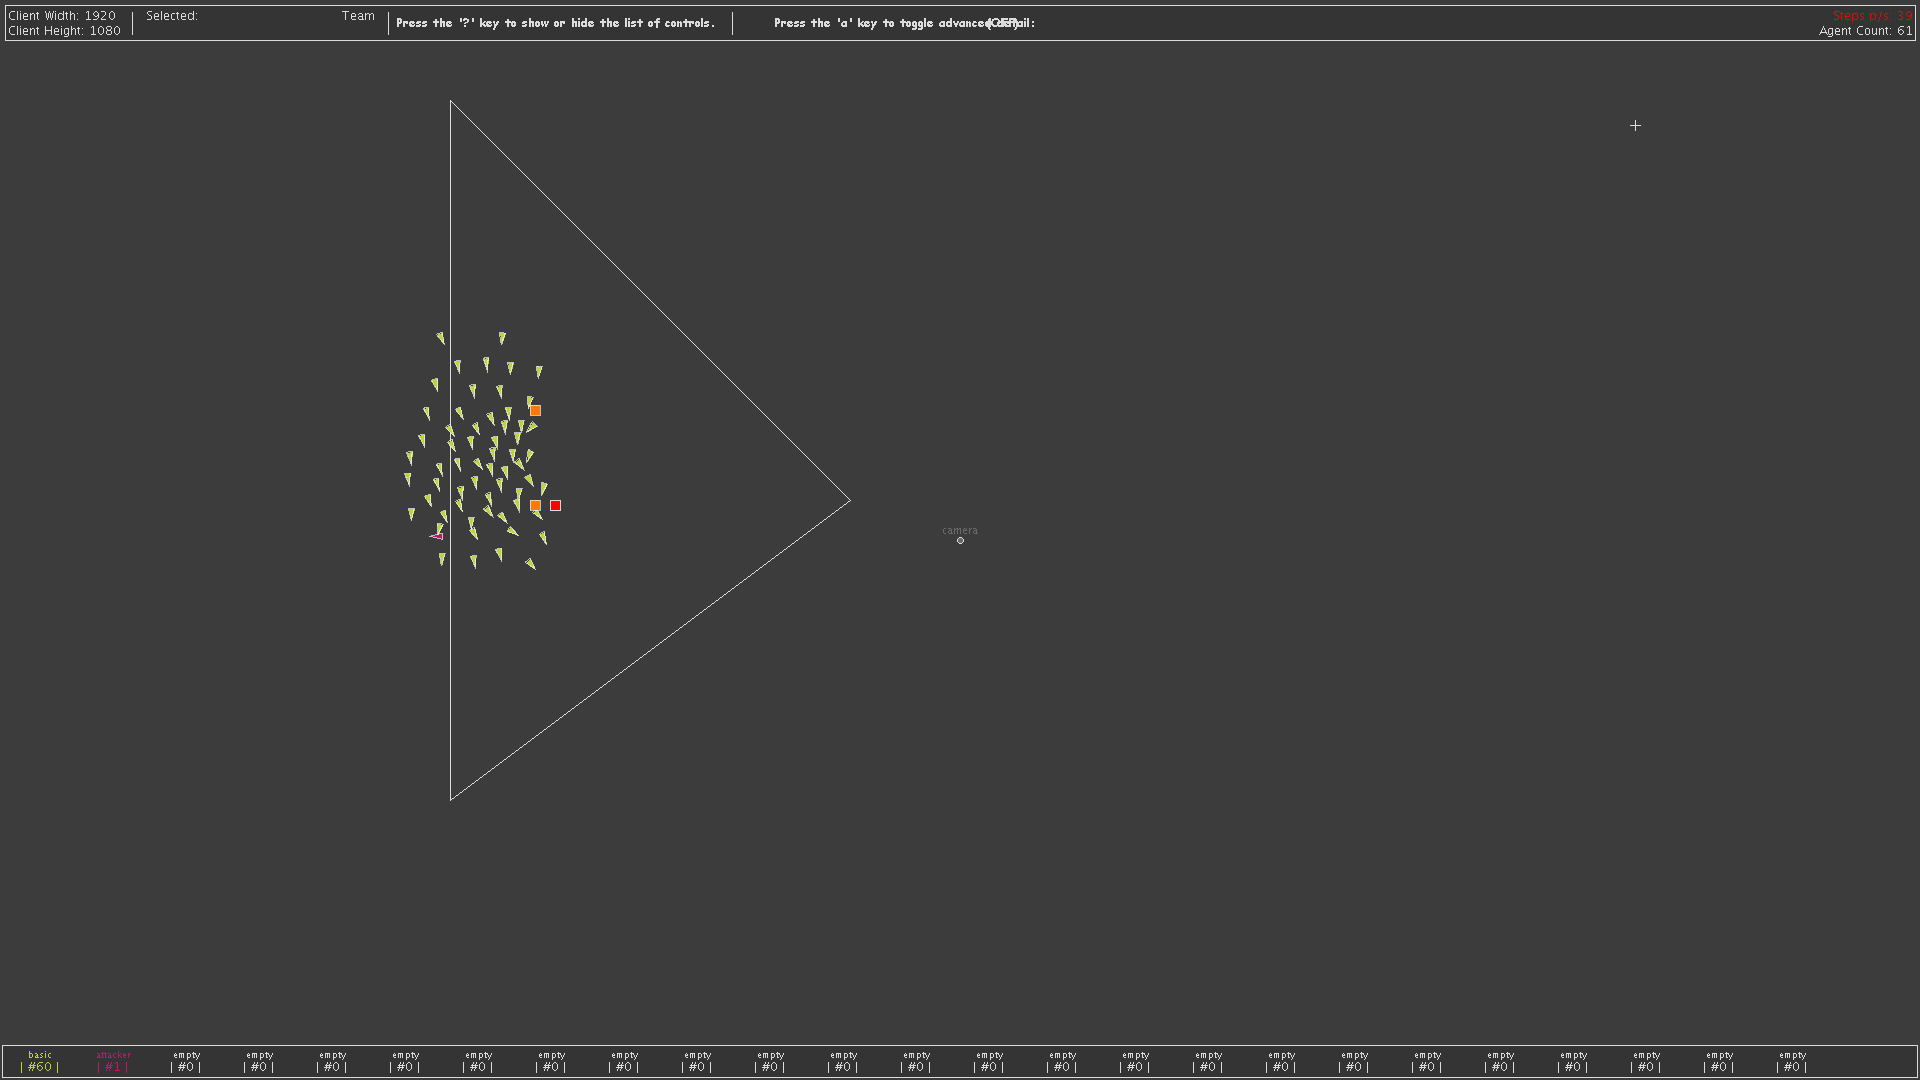 Client Width: 1920
Client Height: 1080
Selected:
Team
Press the '?' key to show or hide the list of controls.
Press the 'a' key to toggle advanced detail:
(OFF)
Steps p/s: 39
Agent Count: 61
camera
basic attacker empty empty empty empty empty empty empty empty empty empty empty empty empty empty empty empty empty empty empty empty empty empty empty
| #60 | | #1 | | #0 | | #0 | | #0 | | #0 | | #0 | | #0 | | #0 | | #0 | | #0 | | #0 | | #0 | | #0 | | #0 | | #0 | | #0 | | #0 | | #0 | | #0 | | #0 | | #0 | | #0 | | #0 | | #0 |